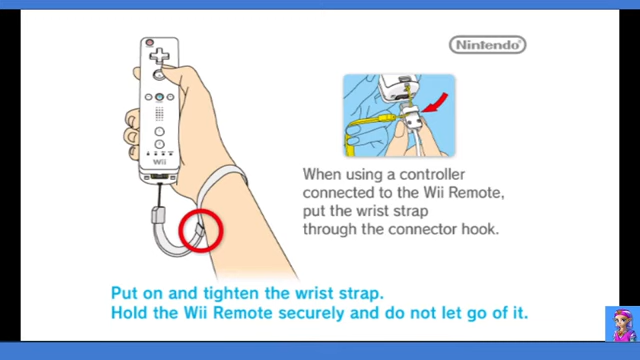 Nintendo
Wii
When using a controller
connected to the Wii Remote,
put the wrist strap
through the connector hook.
Put on and tighten the wrist strap.
Hold the Wii Remote securely and do not let go of it.